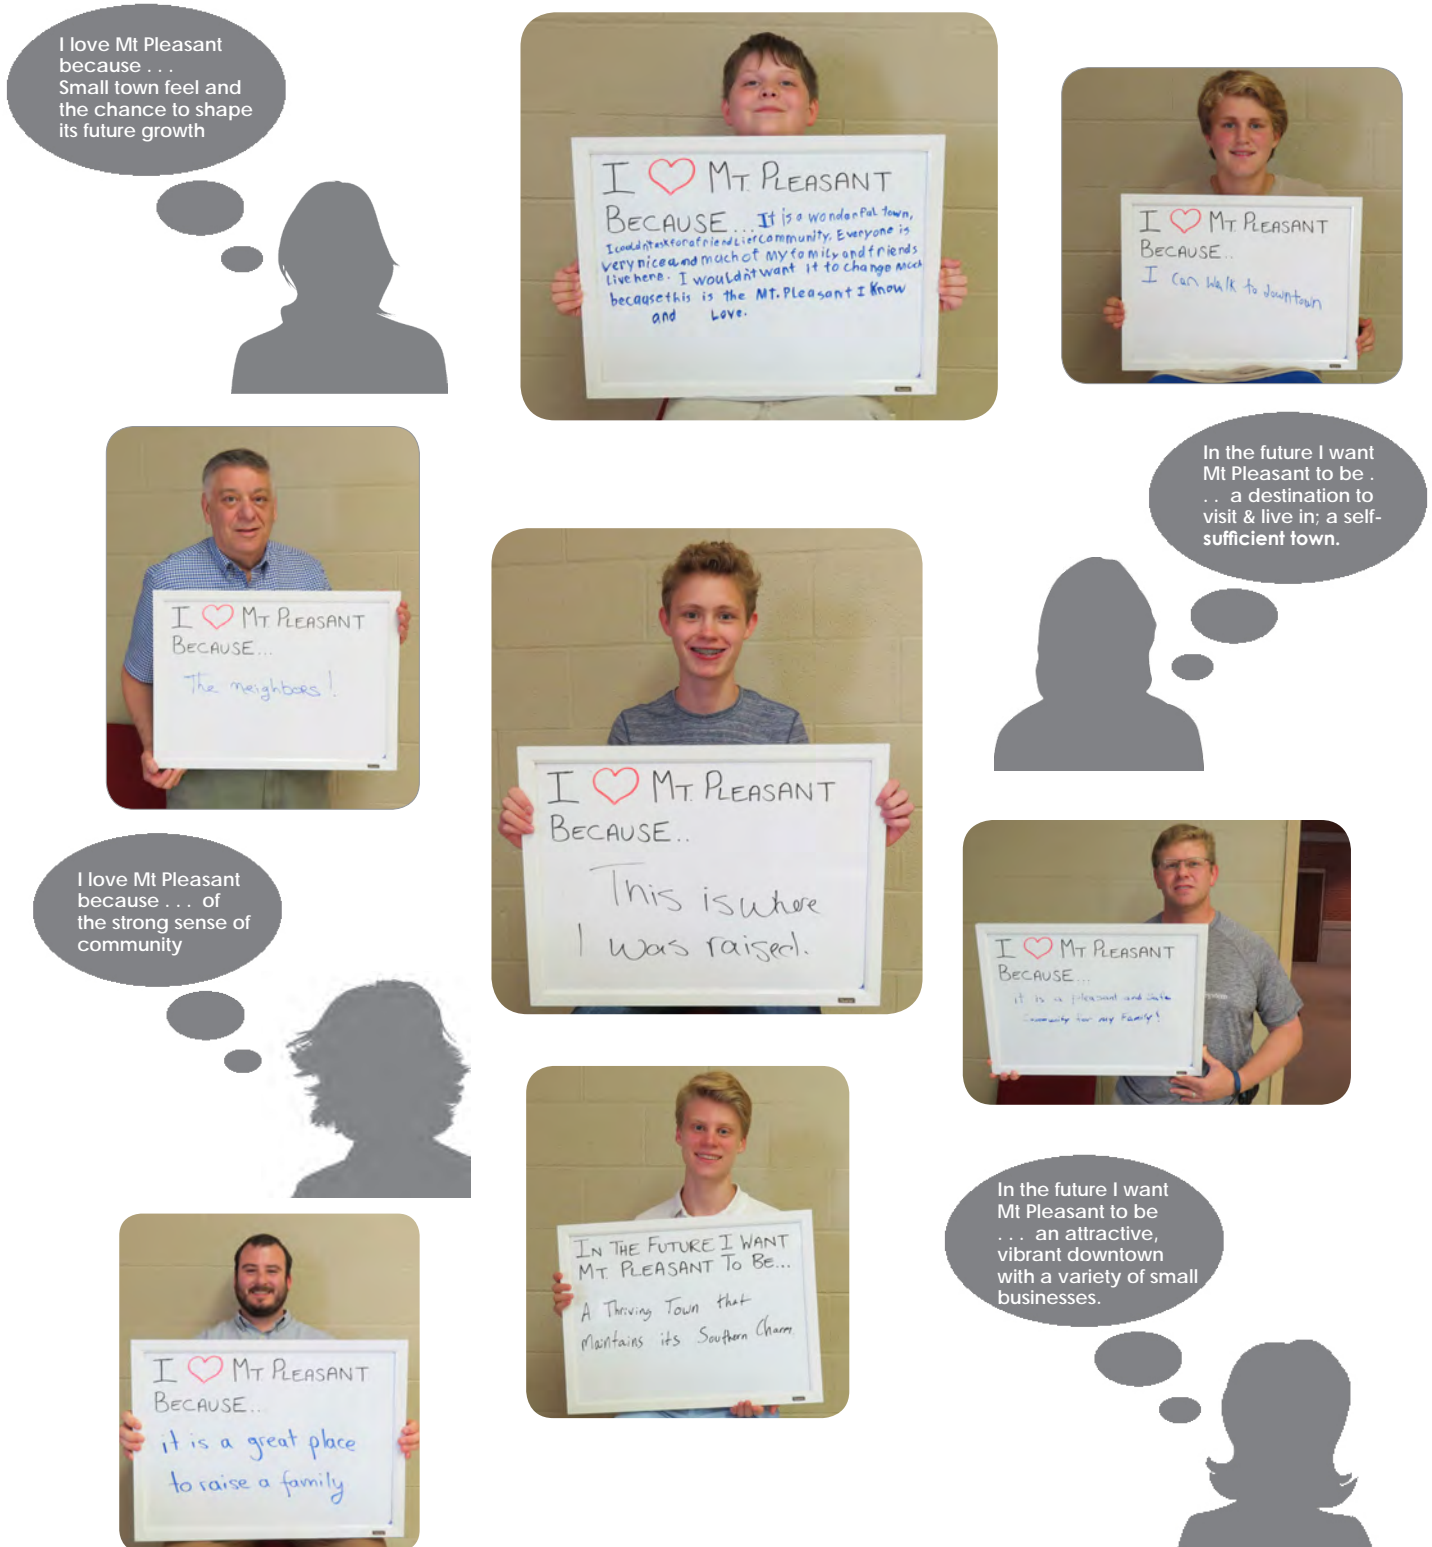 I love Mt Pleasant
because . . .
Small town feel and
the chance to shape
its future growth
I ♡ MT. PLEASANT
BECAUSE... It is a wonderful town,
I couldn't ask for a friendlier community. Everyone is
very nice and much of my family and friends
live here. I wouldn't want it to change much
because this is the Mt. Pleasant I know
and Love.
I ♡ MT. PLEASANT
BECAUSE..
I can walk to downtown
I ♡ MT. PLEASANT
BECAUSE...
The neighbors!
In the future I want
Mt Pleasant to be .
. . a destination to
visit & live in; a self-
sufficient town.
I ♡ MT. PLEASANT
BECAUSE..
This is where
I was raised.
I love Mt Pleasant
because . . . of
the strong sense of
community
I ♡ MT. PLEASANT
BECAUSE...
it is a pleasant and safe
community for my Family!
IN THE FUTURE I WANT
MT. PLEASANT TO BE...
A Thriving Town that
Maintains its Southern Charm.
In the future I want
Mt Pleasant to be
. . . an attractive,
vibrant downtown
with a variety of small
businesses.
I ♡ MT. PLEASANT
BECAUSE...
it is a great place
to raise a family